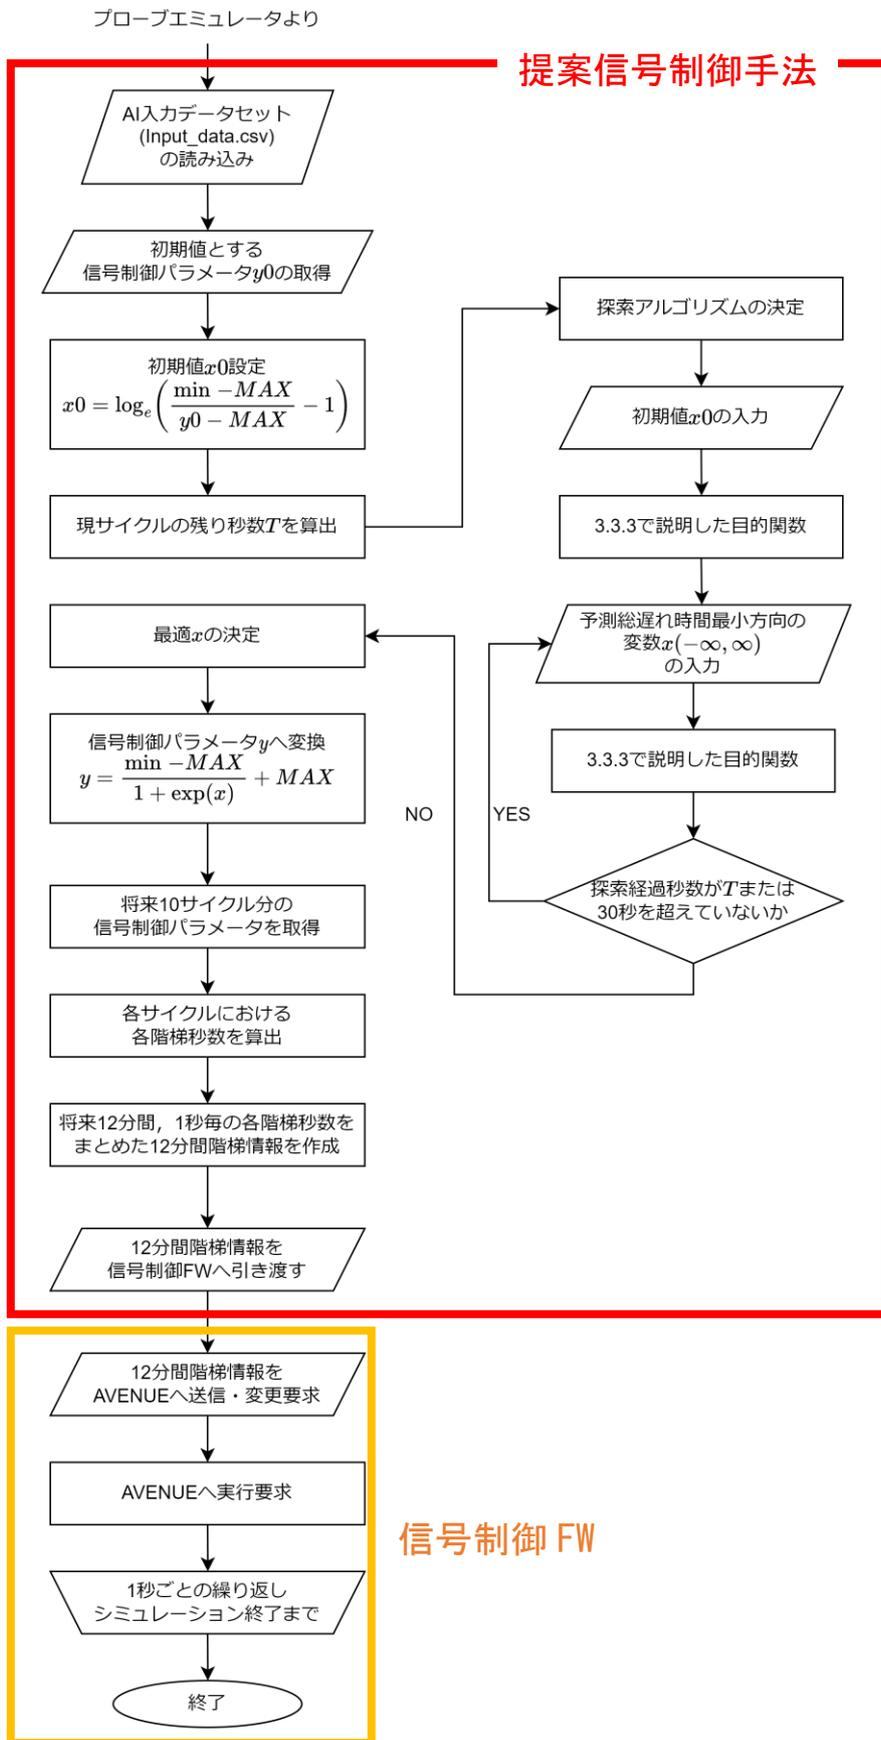 プローブエミュレータより
提案信号制御手法
AI入力データセット
(Input_data.csv)
の読み込み
初期値とする
信号制御パラメータy0の取得
初期値x0設定
x0 = log_e((min −MAX)/(y0 − MAX) − 1)
現サイクルの残り秒数Tを算出
探索アルゴリズムの決定
初期値x0の入力
3.3.3で説明した目的関数
予測総遅れ時間最小方向の
変数x(−∞, ∞)
の入力
3.3.3で説明した目的関数
探索経過秒数がTまたは
30秒を超えていないか
YES
NO
最適xの決定
信号制御パラメータyへ変換
y = (min −MAX)/(1 + exp(x)) + MAX
将来10サイクル分の
信号制御パラメータを取得
各サイクルにおける
各階梯秒数を算出
将来12分間，1秒毎の各階梯秒数を
まとめた12分間階梯情報を作成
12分間階梯情報を
信号制御FWへ引き渡す
12分間階梯情報を
AVENUEへ送信・変更要求
AVENUEへ実行要求
信号制御 FW
1秒ごとの繰り返し
シミュレーション終了まで
終了